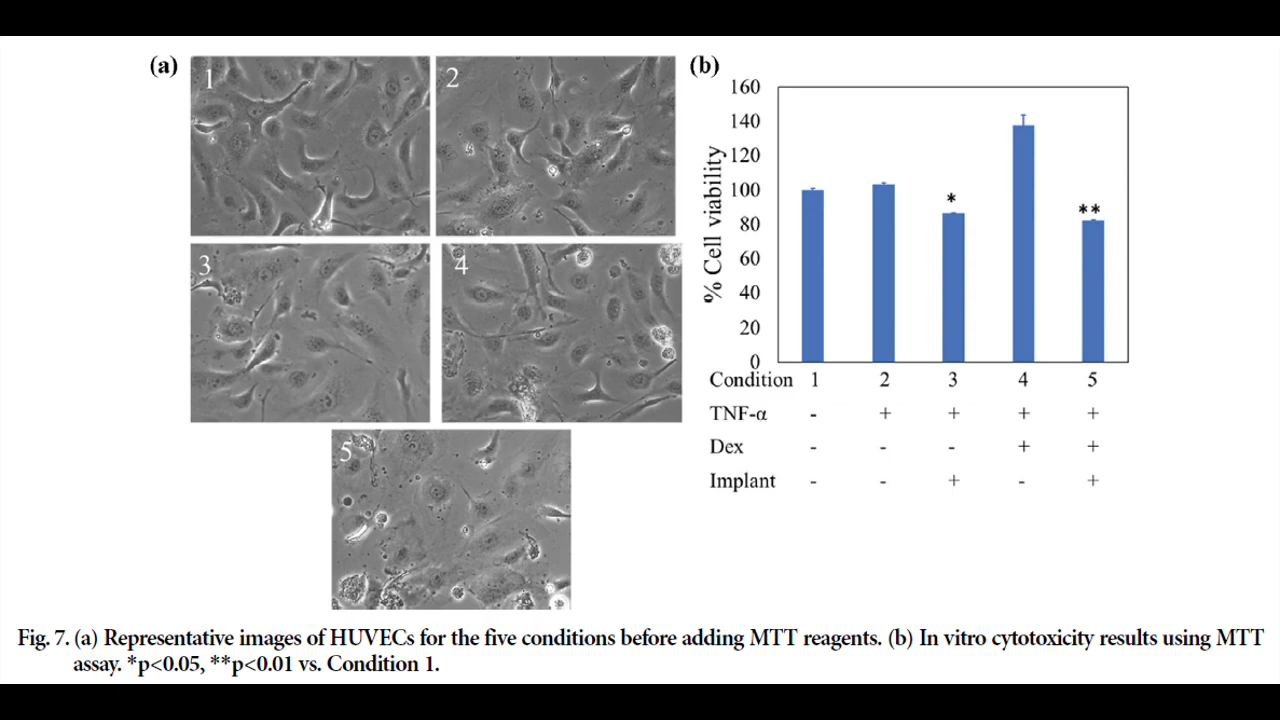 (a)
1
2
3
4
5
(b)
% Cell viability
160
140
120
100
80
60
40
20
0
*
**
Condition 1 2 3 4 5
TNF-α - + + + +
Dex - - - + +
Implant - - + - +
Fig. 7. (a) Representative images of HUVECs for the five conditions before adding MTT reagents. (b) In vitro cytotoxicity results using MTT
assay. *p<0.05, **p<0.01 vs. Condition 1.